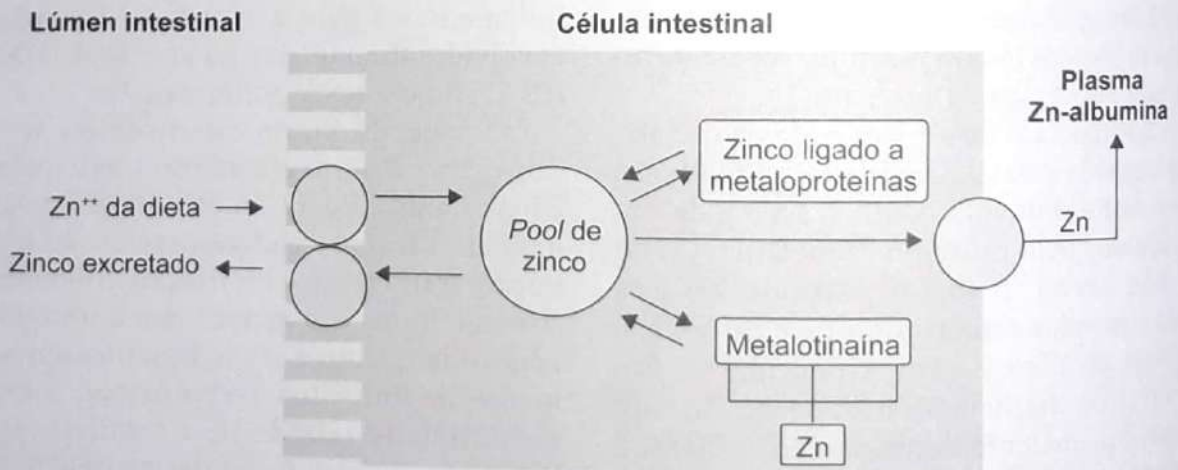 Lúmen intestinal
Célula intestinal
Plasma
Zn-albumina
Zinco ligado a
metaloproteínas
Zn⁺⁺ da dieta
Zinco excretado
Pool de
zinco
Zn
Metalotinaína
Zn